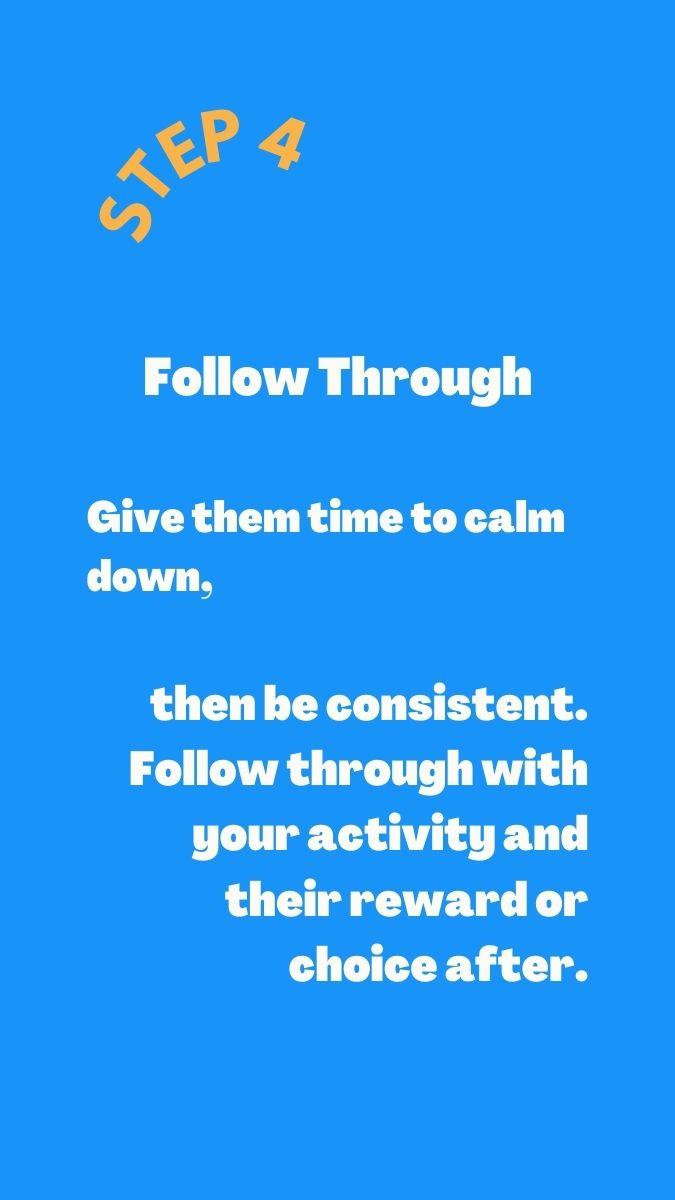 STEP 4
Follow Through
Give them time to calm
down,
then be consistent.
Follow through with
your activity and
their reward or
choice after.